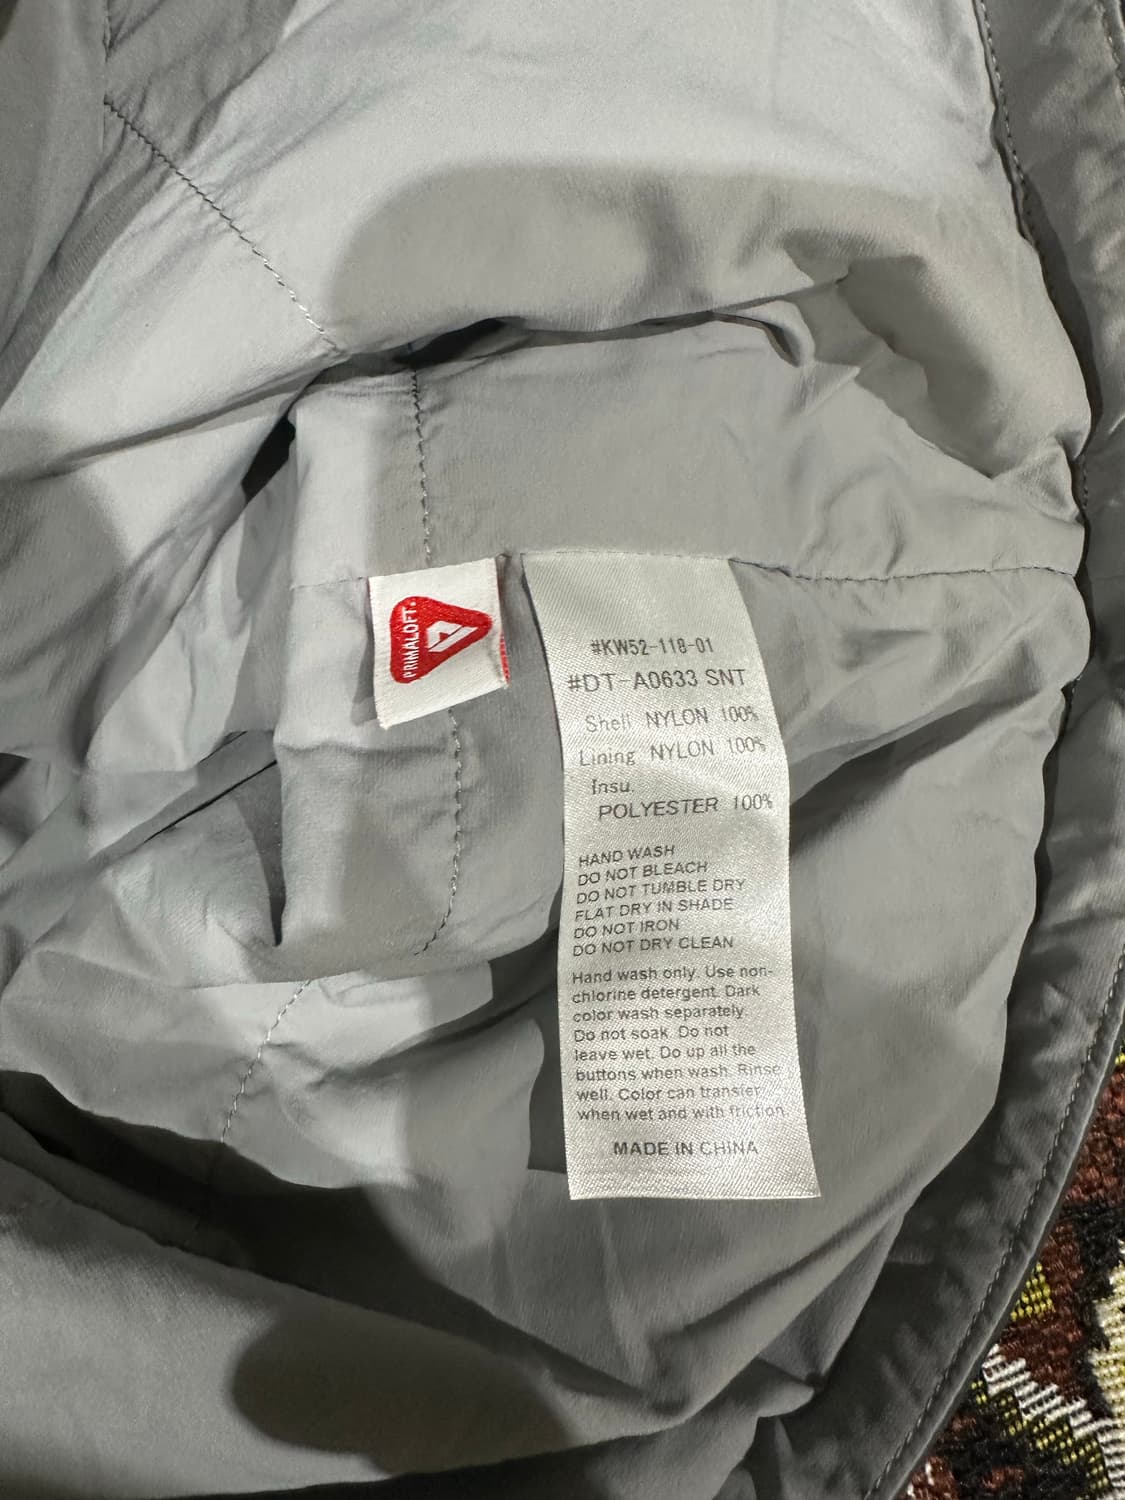 PRIMALOFT.
#KW52-118-01
#DT-A0633 SNT
Shell NYLON 100%
Lining NYLON 100%
Insu.
POLYESTER 100%
HAND WASH
DO NOT BLEACH
DO NOT TUMBLE DRY
FLAT DRY IN SHADE
DO NOT IRON
DO NOT DRY CLEAN
Hand wash only. Use non-
chlorine detergent. Dark
color wash separately.
Do not soak. Do not
leave wet. Do up all the
buttons when wash. Rinse
well. Color can transfer
when wet and with friction.
MADE IN CHINA